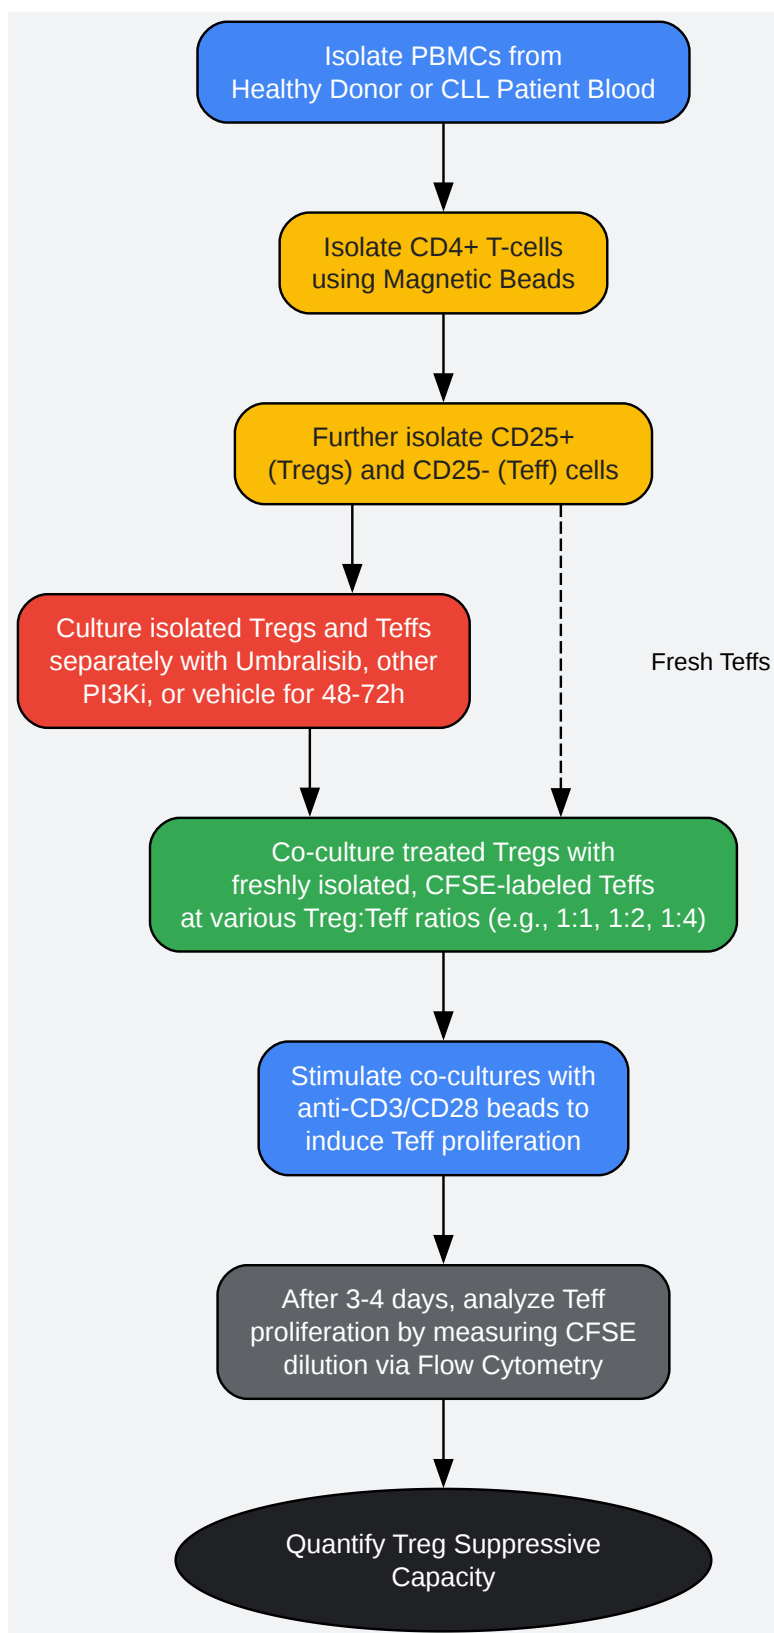 Isolate PBMCs from
Healthy Donor or CLL Patient Blood
Isolate CD4+ T-cells
using Magnetic Beads
Further isolate CD25+
(Tregs) and CD25- (Teff) cells
Culture isolated Tregs and Teffs
separately with Umbralisib, other
PI3Ki, or vehicle for 48-72h
Fresh Teffs
Co-culture treated Tregs with
freshly isolated, CFSE-labeled Teffs
at various Treg:Teff ratios (e.g., 1:1, 1:2, 1:4)
Stimulate co-cultures with
anti-CD3/CD28 beads to
induce Teff proliferation
After 3-4 days, analyze Teff
proliferation by measuring CFSE
dilution via Flow Cytometry
Quantify Treg Suppressive
Capacity